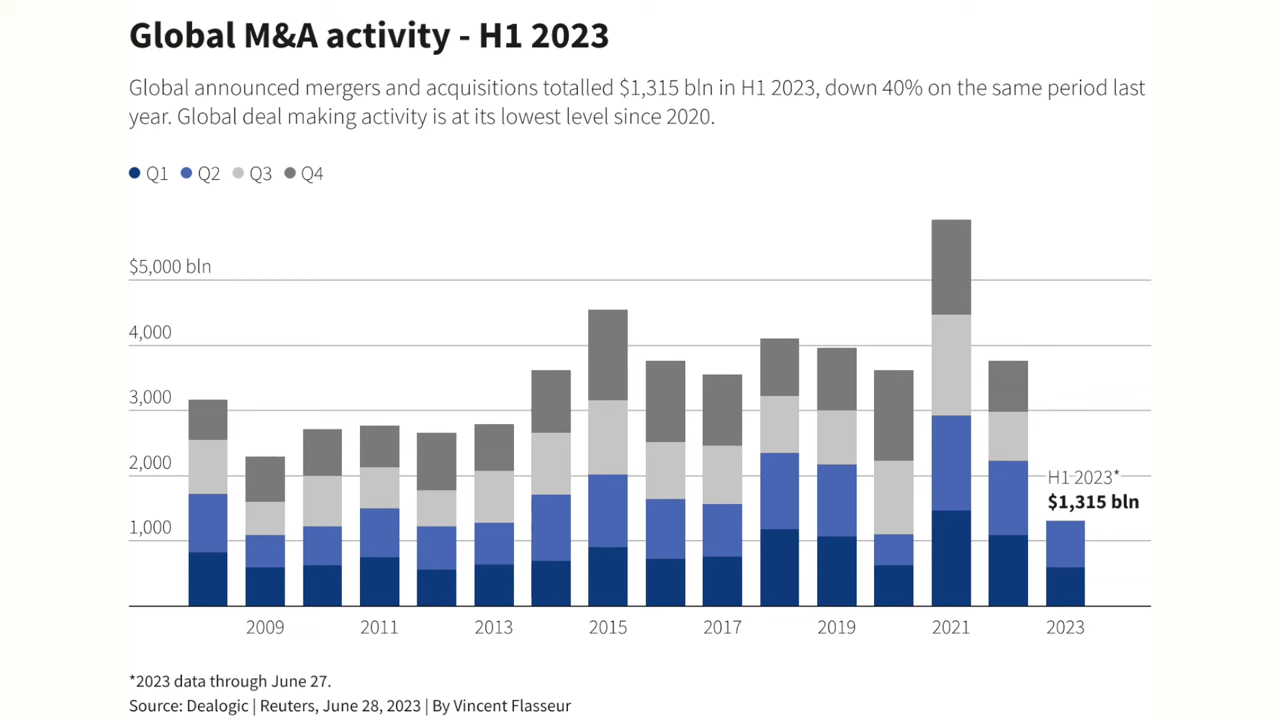 Global M&A activity - H1 2023
Global announced mergers and acquisitions totalled $1,315 bln in H1 2023, down 40% on the same period last
year. Global deal making activity is at its lowest level since 2020.
Q1 Q2 Q3 Q4
$5,000 bln
4,000
3,000
2,000
H1 2023*
$1,315 bln
1,000
2009 2011 2013 2015 2017 2019 2021 2023
*2023 data through June 27.
Source: Dealogic | Reuters, June 28, 2023 | By Vincent Flasseur